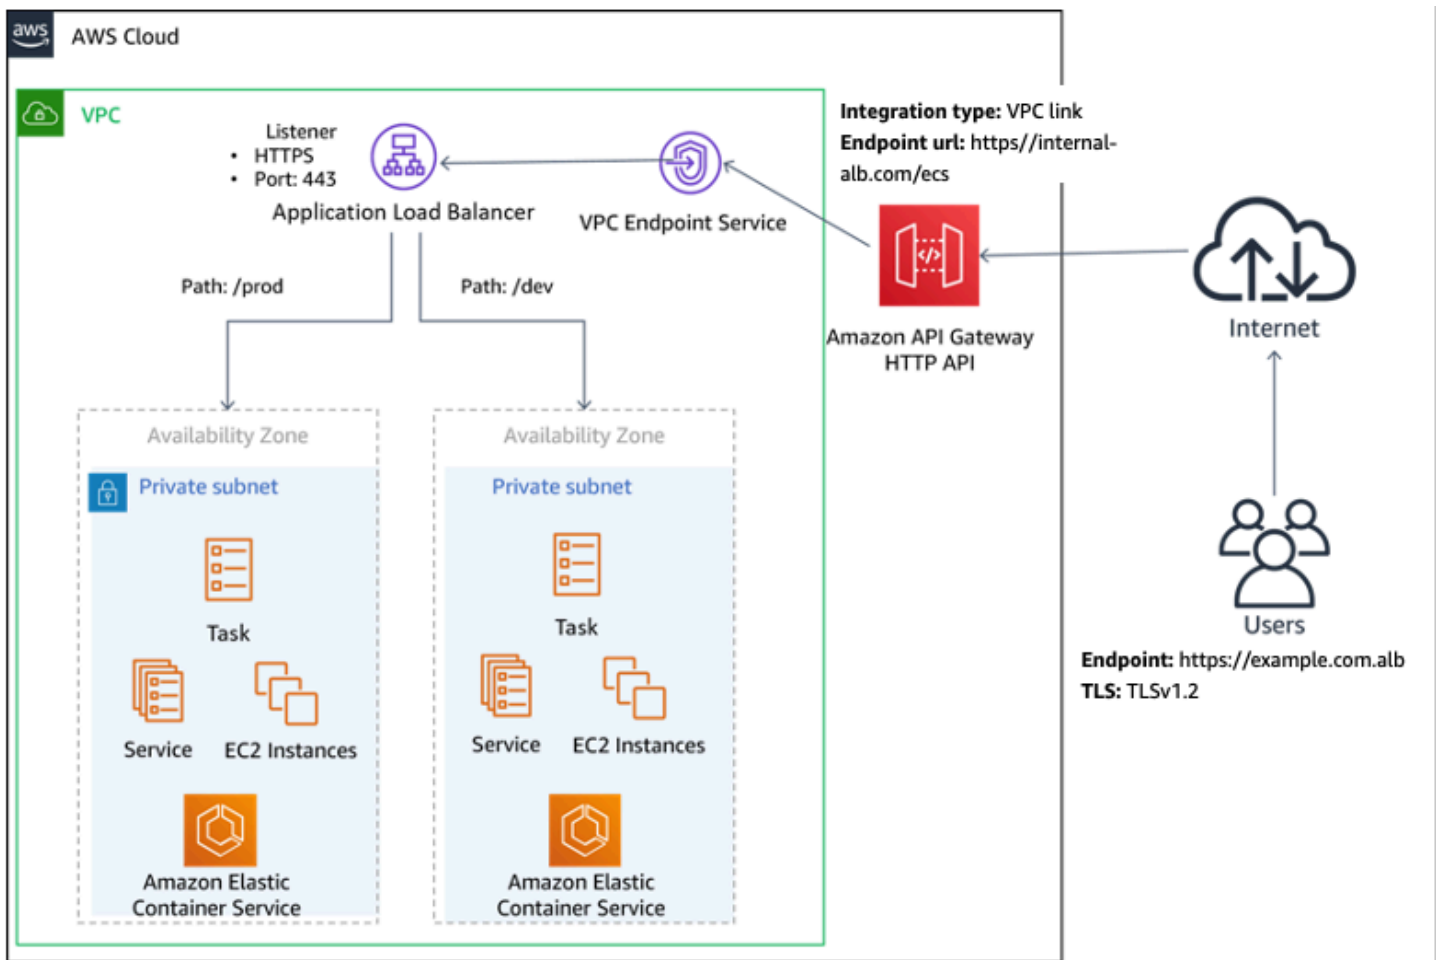 aws
AWS Cloud
VPC
Listener
• HTTPS
• Port: 443
Application Load Balancer
VPC Endpoint Service
Integration type: VPC link
Endpoint url: https//internal-
alb.com/ecs
</>
Amazon API Gateway
HTTP API
Internet
Users
Endpoint: https://example.com.alb
TLS: TLSv1.2
Path: /prod
Path: /dev
Availability Zone
Private subnet
Task
Service
EC2 Instances
Amazon Elastic
Container Service
Availability Zone
Private subnet
Task
Service
EC2 Instances
Amazon Elastic
Container Service